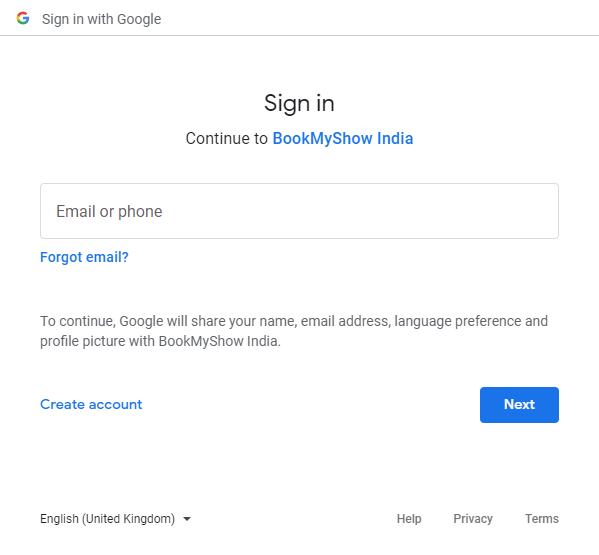 Sign in with Google
Sign in
Continue to BookMyShow India
Email or phone
Forgot email?
To continue, Google will share your name, email address, language preference and
profile picture with BookMyShow India.
Create account
Next
English (United Kingdom)
Help
Privacy
Terms